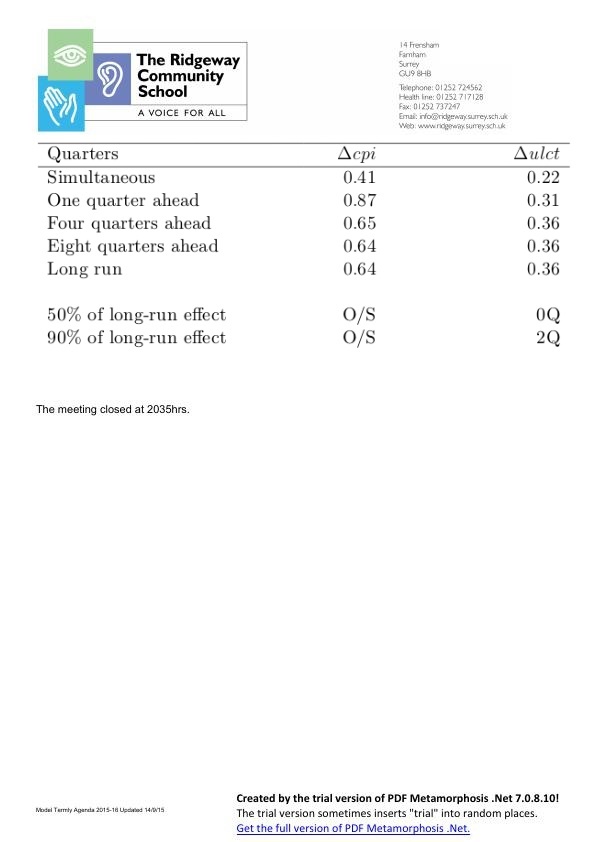 The Ridgeway
Community
School
A VOICE FOR ALL
14 Frensham
Farnham
Surrey
GU9 8HB
Telephone: 01252 724562
Health line: 01252 717128
Fax: 01252 737247
Email: info@ridgeway.surrey.sch.uk
Web: www.ridgeway.surrey.sch.uk
Quarters Δcpi Δulct
Simultaneous 0.41 0.22
One quarter ahead 0.87 0.31
Four quarters ahead 0.65 0.36
Eight quarters ahead 0.64 0.36
Long run 0.64 0.36
50% of long-run effect O/S 0Q
90% of long-run effect O/S 2Q
The meeting closed at 2035hrs.
Model Termly Agenda 2015-16 Updated 14/9/15
Created by the trial version of PDF Metamorphosis .Net 7.0.8.10!
The trial version sometimes inserts "trial" into random places.
Get the full version of PDF Metamorphosis .Net.